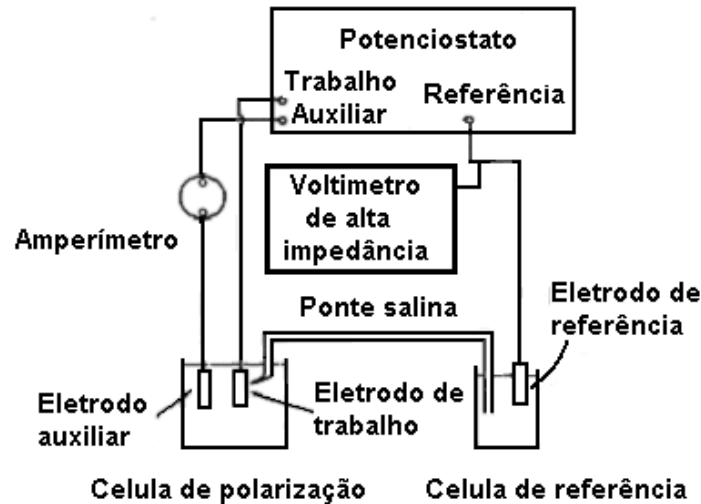 Potenciostato
Trabalho
Auxiliar
Referência
Voltimetro
de alta
impedância
Amperímetro
Ponte salina
Eletrodo de
referência
Eletrodo
auxiliar
Eletrodo de
trabalho
Celula de polarização
Celula de referência